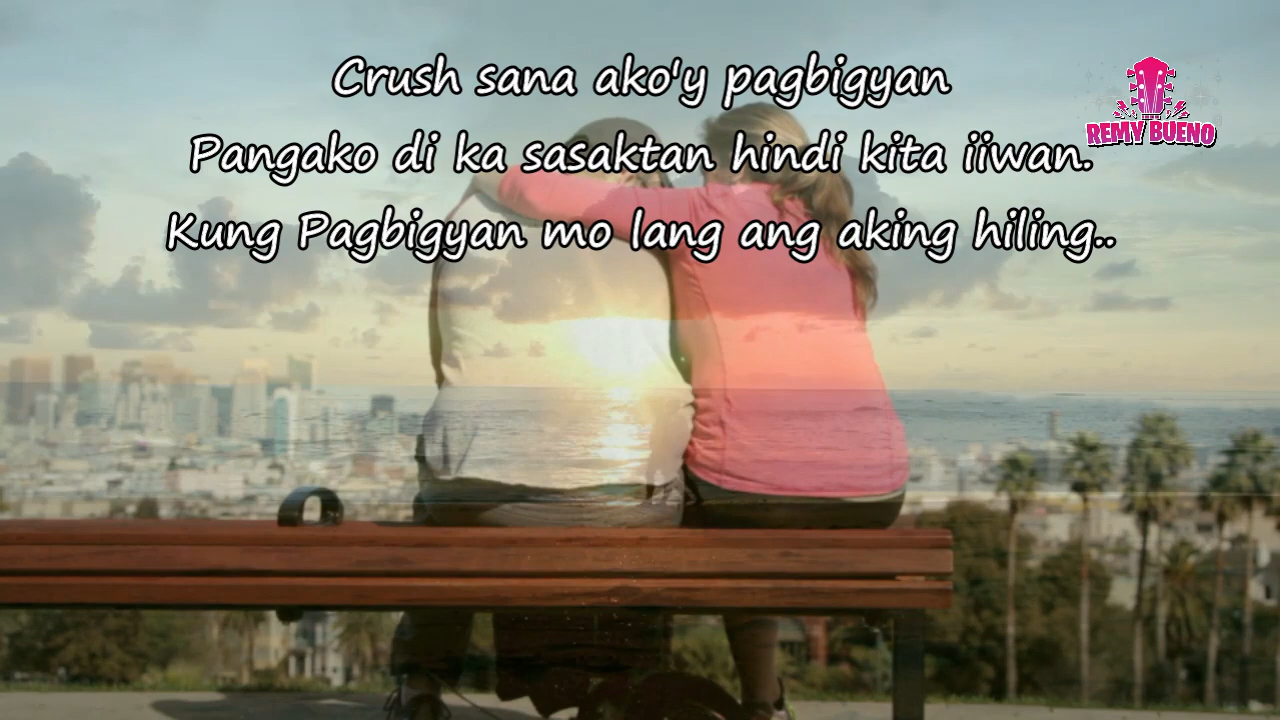 Crush sana ako'y pagbigyan
REMY BUENO
Pangako di ka sasaktan hindi kita iiwan.
Kung Pagbigyan mo lang ang aking hiling..